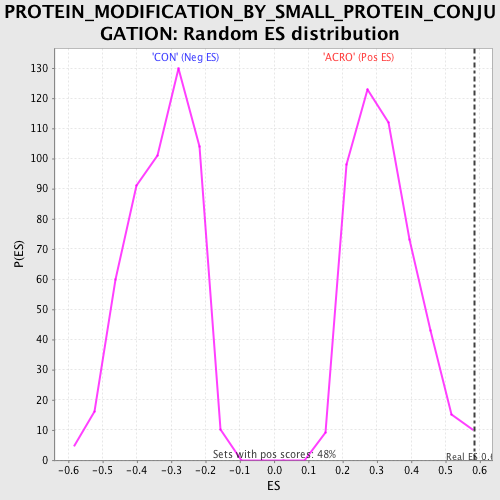 PROTEIN_MODIFICATION_BY_SMALL_PROTEIN_CONJU
GATION: Random ES distribution
'CON' (Neg ES) 'ACRO' (Pos ES)
130
120
110
100
90
80
70
60
50
40
30
20
10
0
P(ES)
Sets with pos scores: 48%
Real ES 0.6
-0.6 -0.5 -0.4 -0.3 -0.2 -0.1 0.0 0.1 0.2 0.3 0.4 0.5 0.6
ES